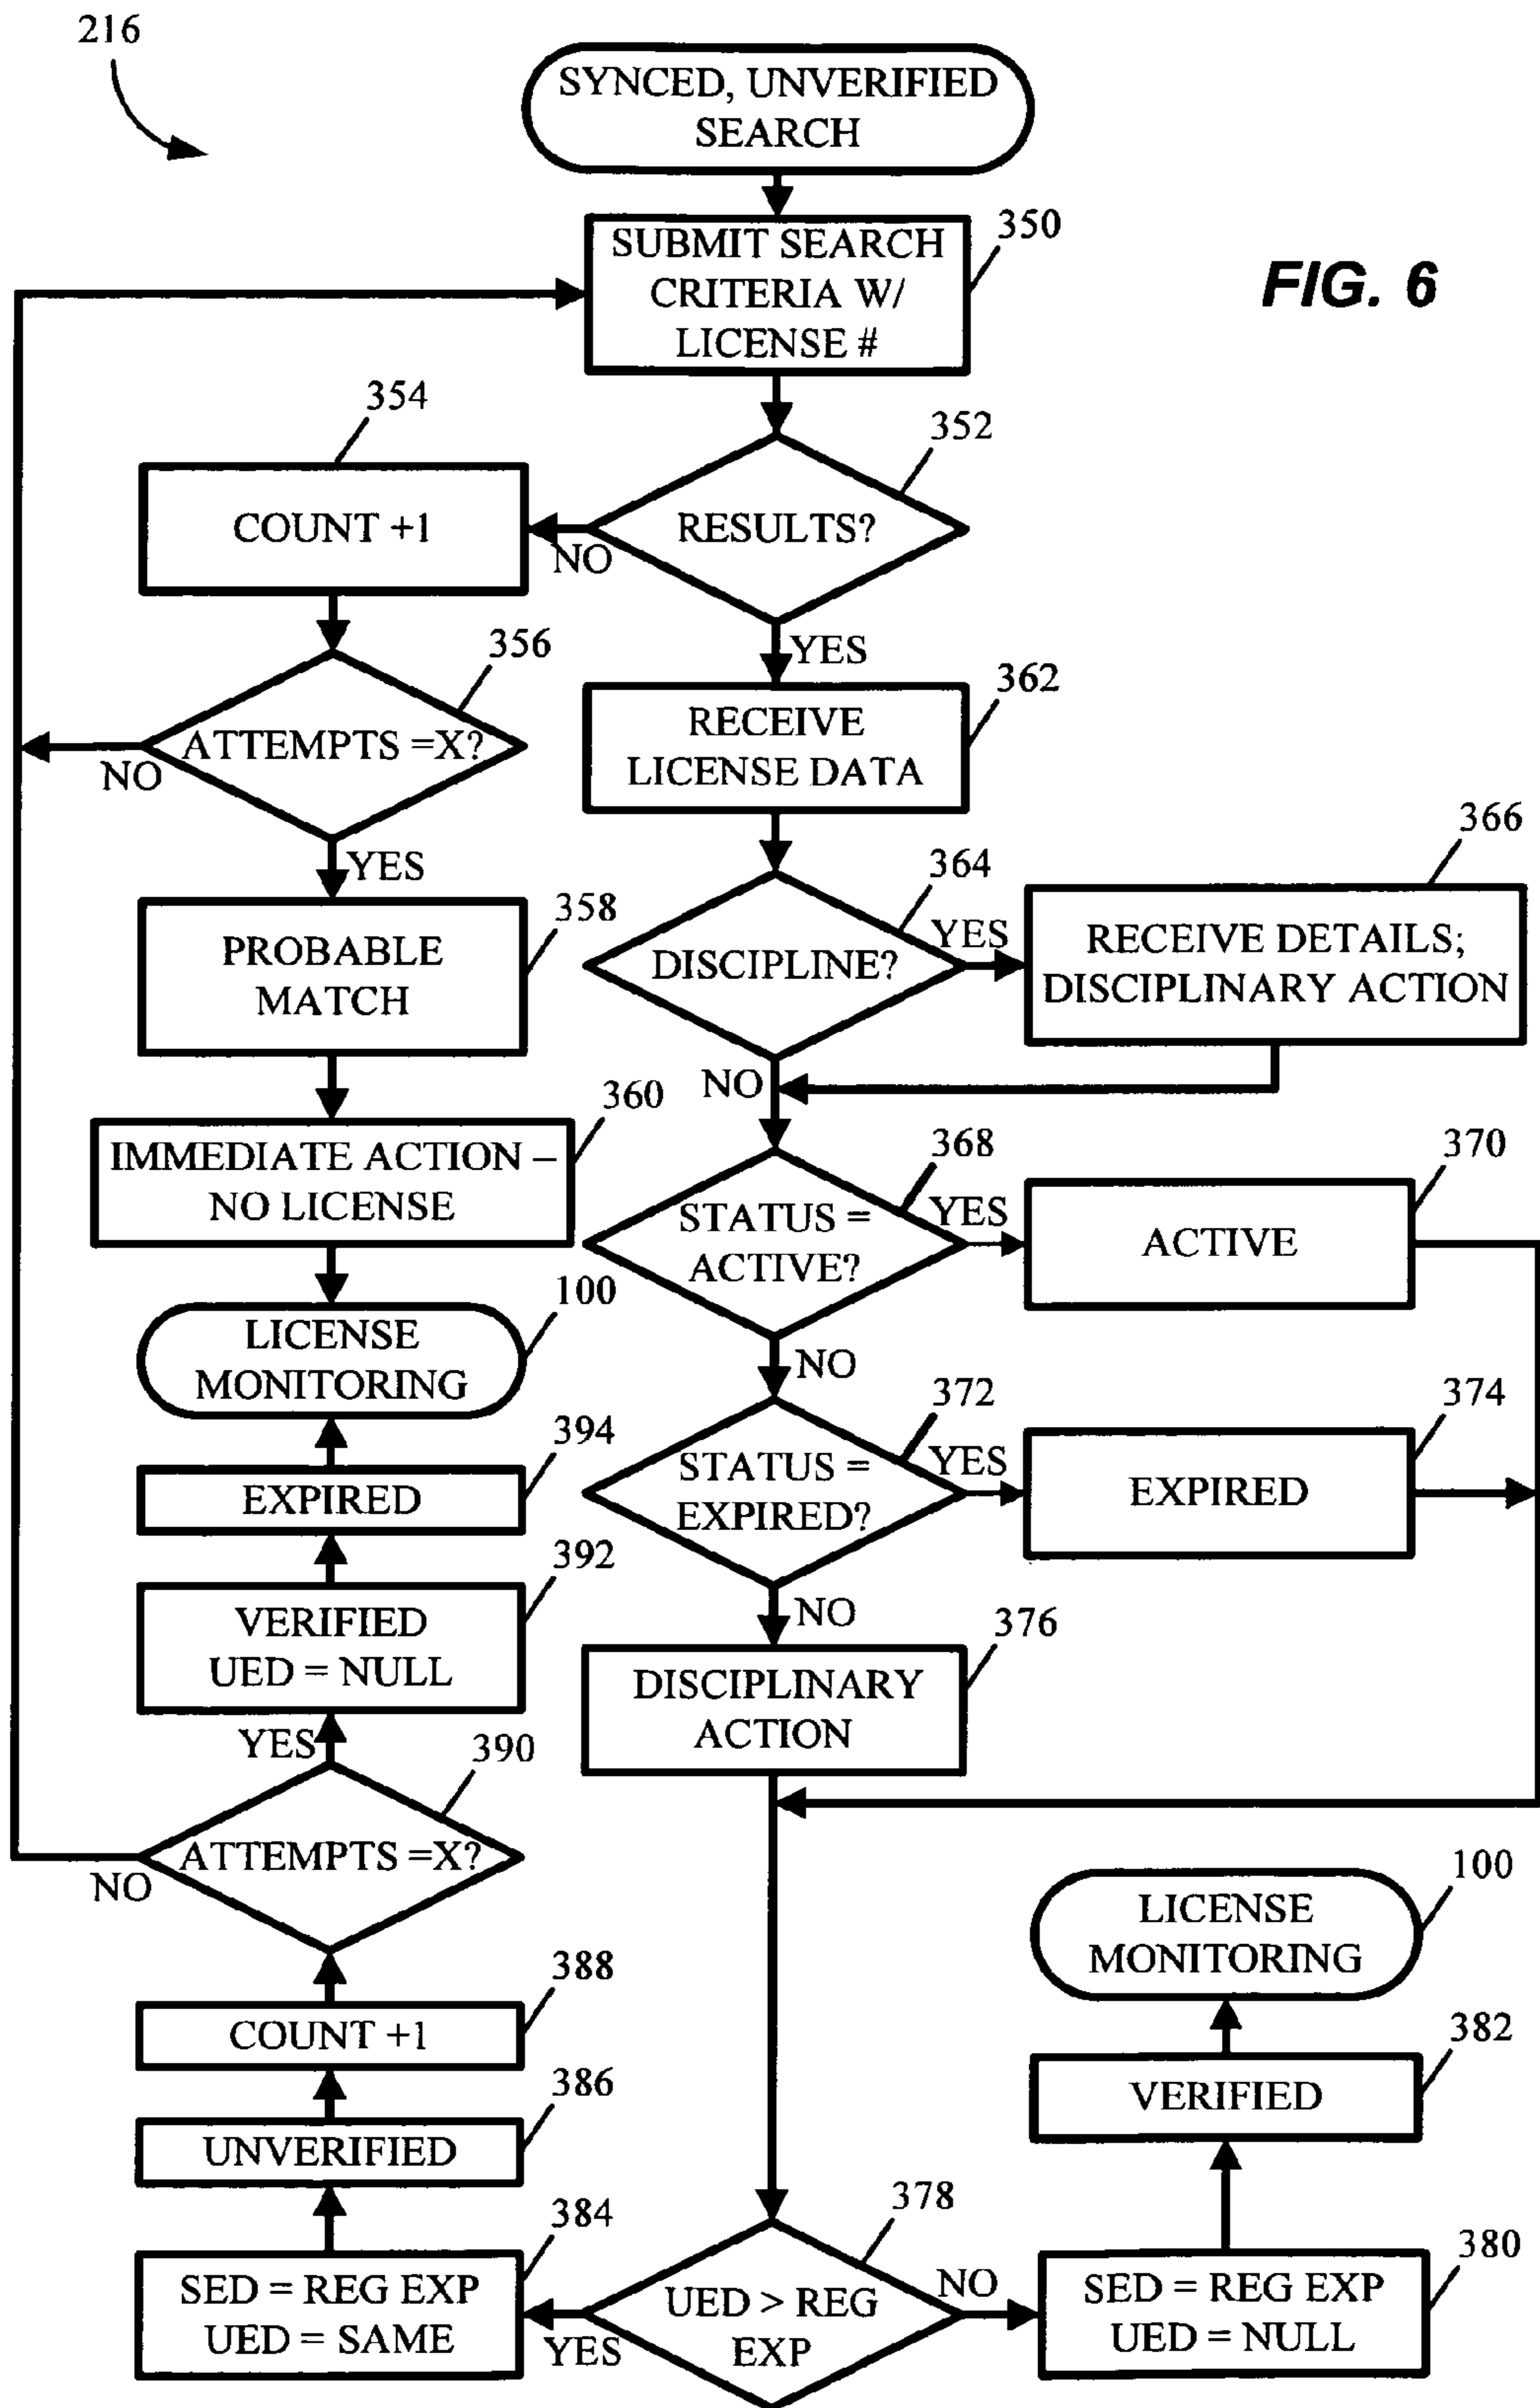 216
SYNCED, UNVERIFIED
SEARCH
350
SUBMIT SEARCH
CRITERIA W/
LICENSE #
FIG. 6
354
352
COUNT +1
RESULTS?
NO
YES
356
362
ATTEMPTS =X?
NO
YES
RECEIVE
LICENSE DATA
366
364
358
PROBABLE
MATCH
DISCIPLINE?
YES
RECEIVE DETAILS;
DISCIPLINARY ACTION
NO
360
IMMEDIATE ACTION –
NO LICENSE
368
370
STATUS =
ACTIVE?
YES
ACTIVE
NO
100
LICENSE
MONITORING
394
EXPIRED
372
374
STATUS =
EXPIRED?
YES
EXPIRED
NO
392
VERIFIED
UED = NULL
376
DISCIPLINARY
ACTION
YES
390
ATTEMPTS =X?
NO
100
LICENSE
MONITORING
388
COUNT +1
382
VERIFIED
386
UNVERIFIED
384
378
380
SED = REG EXP
UED = SAME
YES
UED > REG
EXP
NO
SED = REG EXP
UED = NULL